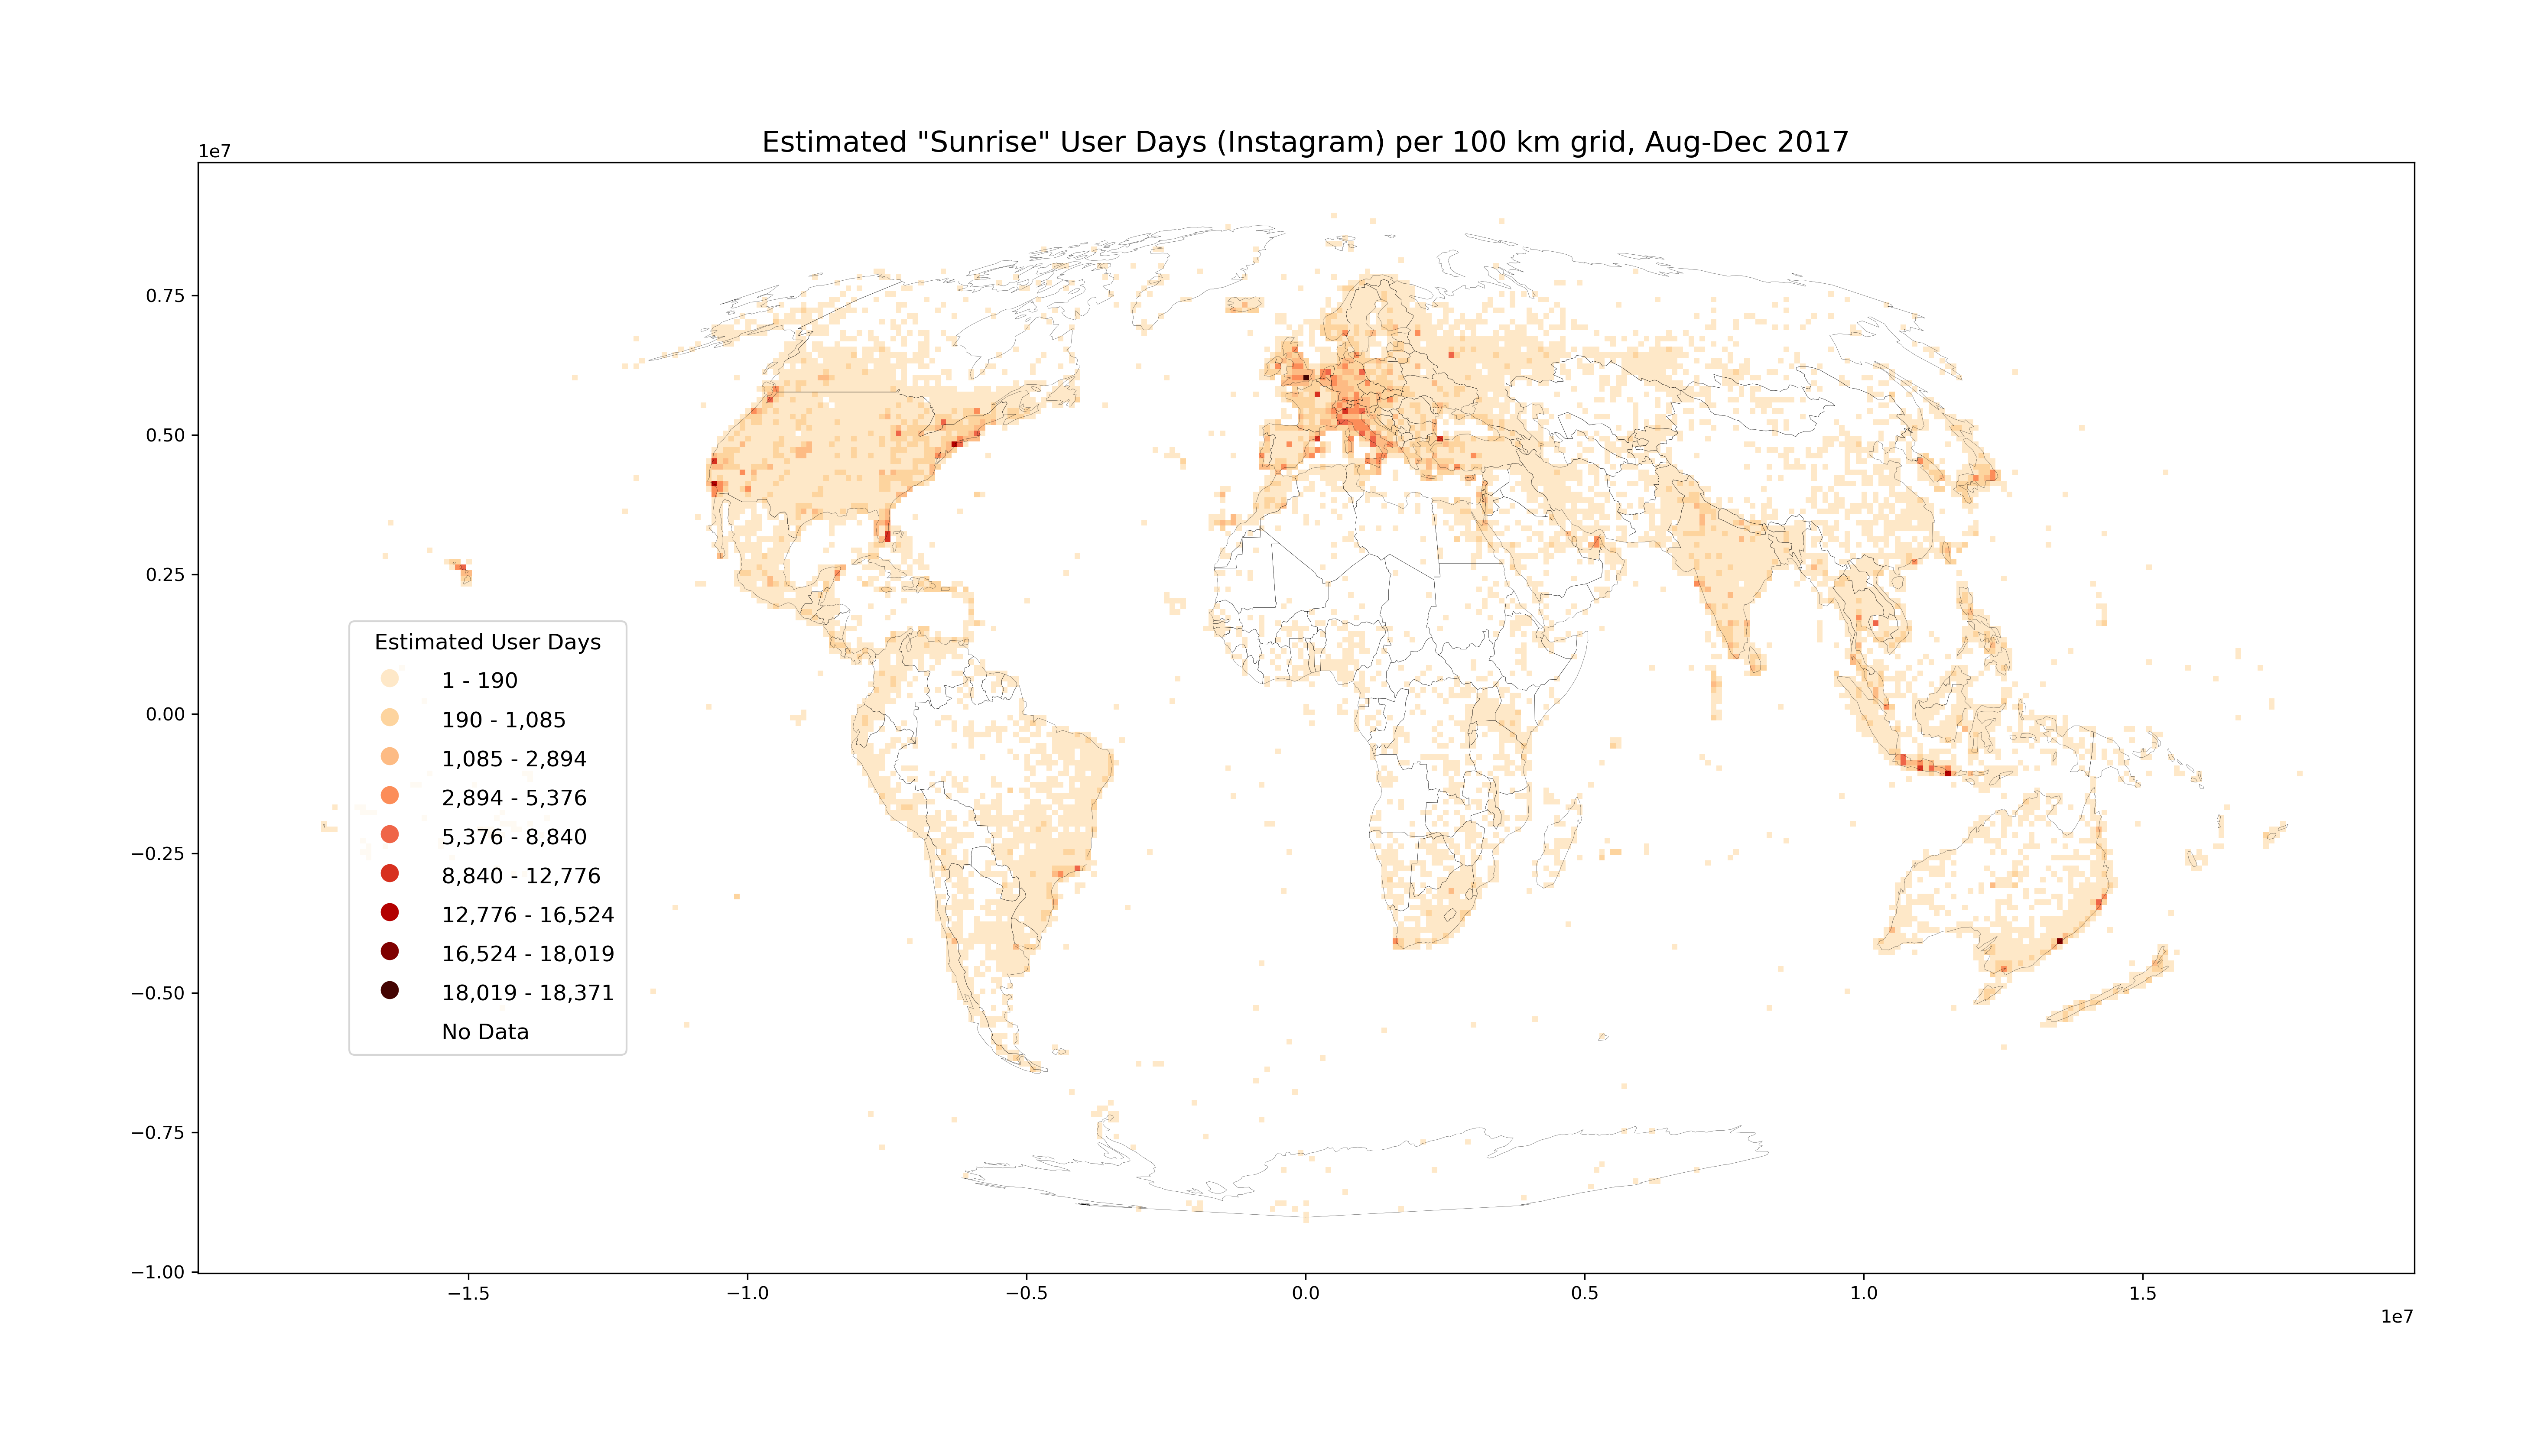 Estimated "Sunrise" User Days (Instagram) per 100 km grid, Aug-Dec 2017
1e7
0.75
0.50
0.25
0.00
−0.25
−0.50
−0.75
−1.00
Estimated User Days
1 - 190
190 - 1,085
1,085 - 2,894
2,894 - 5,376
5,376 - 8,840
8,840 - 12,776
12,776 - 16,524
16,524 - 18,019
18,019 - 18,371
No Data
−1.5 −1.0 −0.5 0.0 0.5 1.0 1.5
1e7